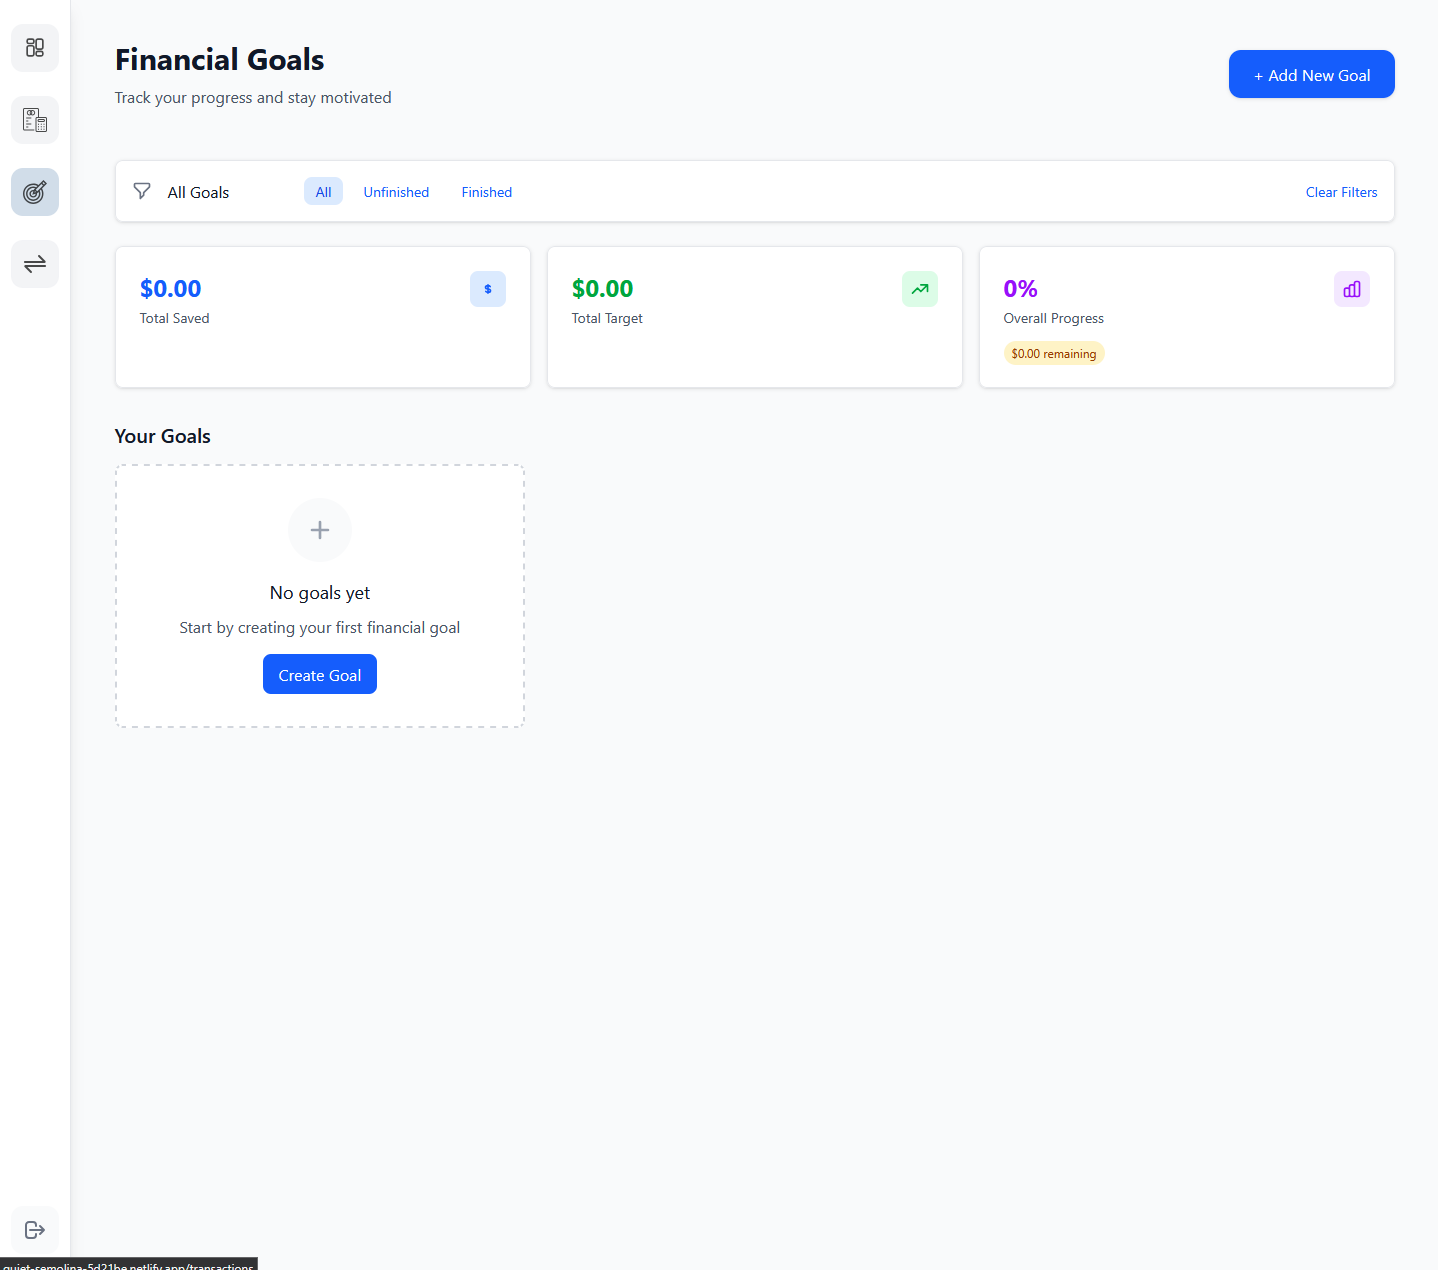 Financial Goals
Track your progress and stay motivated
+ Add New Goal
All Goals
All
Unfinished
Finished
Clear Filters
$0.00
$
Total Saved
$0.00
Total Target
0%
Overall Progress
$0.00 remaining
Your Goals
No goals yet
Start by creating your first financial goal
Create Goal
quiet-semolina-5d21be.netlify.app/transactions